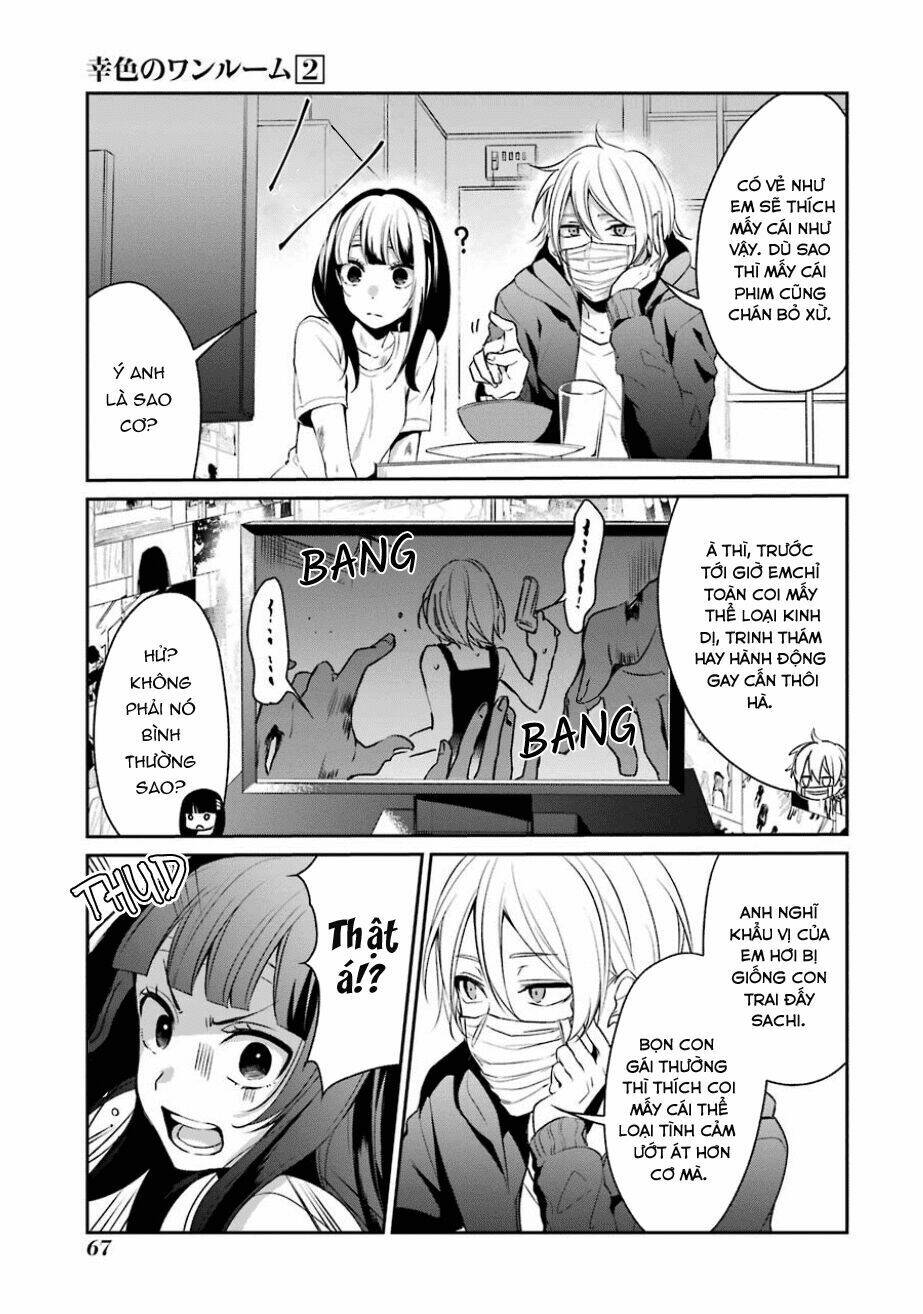 幸色のワンルーム2
CÓ VẺ NHƯ
EM SẼ THÍCH
MẤY CÁI NHƯ
VẬY. DÙ SAO
THÌ MẤY CÁI
PHIM CŨNG
CHÁN BỎ XỪ.
?
Ý ANH
LÀ SAO
CƠ?
À THÌ, TRƯỚC
TỚI GIỜ EMCHỈ
TOÀN COI MẤY
THỂ LOẠI KINH
DỊ, TRINH THÁM
HAY HÀNH ĐỘNG
GAY CẤN THÔI
HÀ.
BANG
BANG
HỬ?
KHÔNG
PHẢI NÓ
BÌNH
THƯỜNG
SAO?
ANH NGHĨ
KHẨU VỊ CỦA
EM HƠI BỊ
GIỐNG CON
TRAI ĐẤY
SACHI.
BỌN CON
GÁI THƯỜNG
THÌ THÍCH COI
MẤY CÁI THỂ
LOẠI TÌNH CẢM
ƯỚT ÁT HƠN
CƠ MÀ.
Thật
á!?
THUD
67